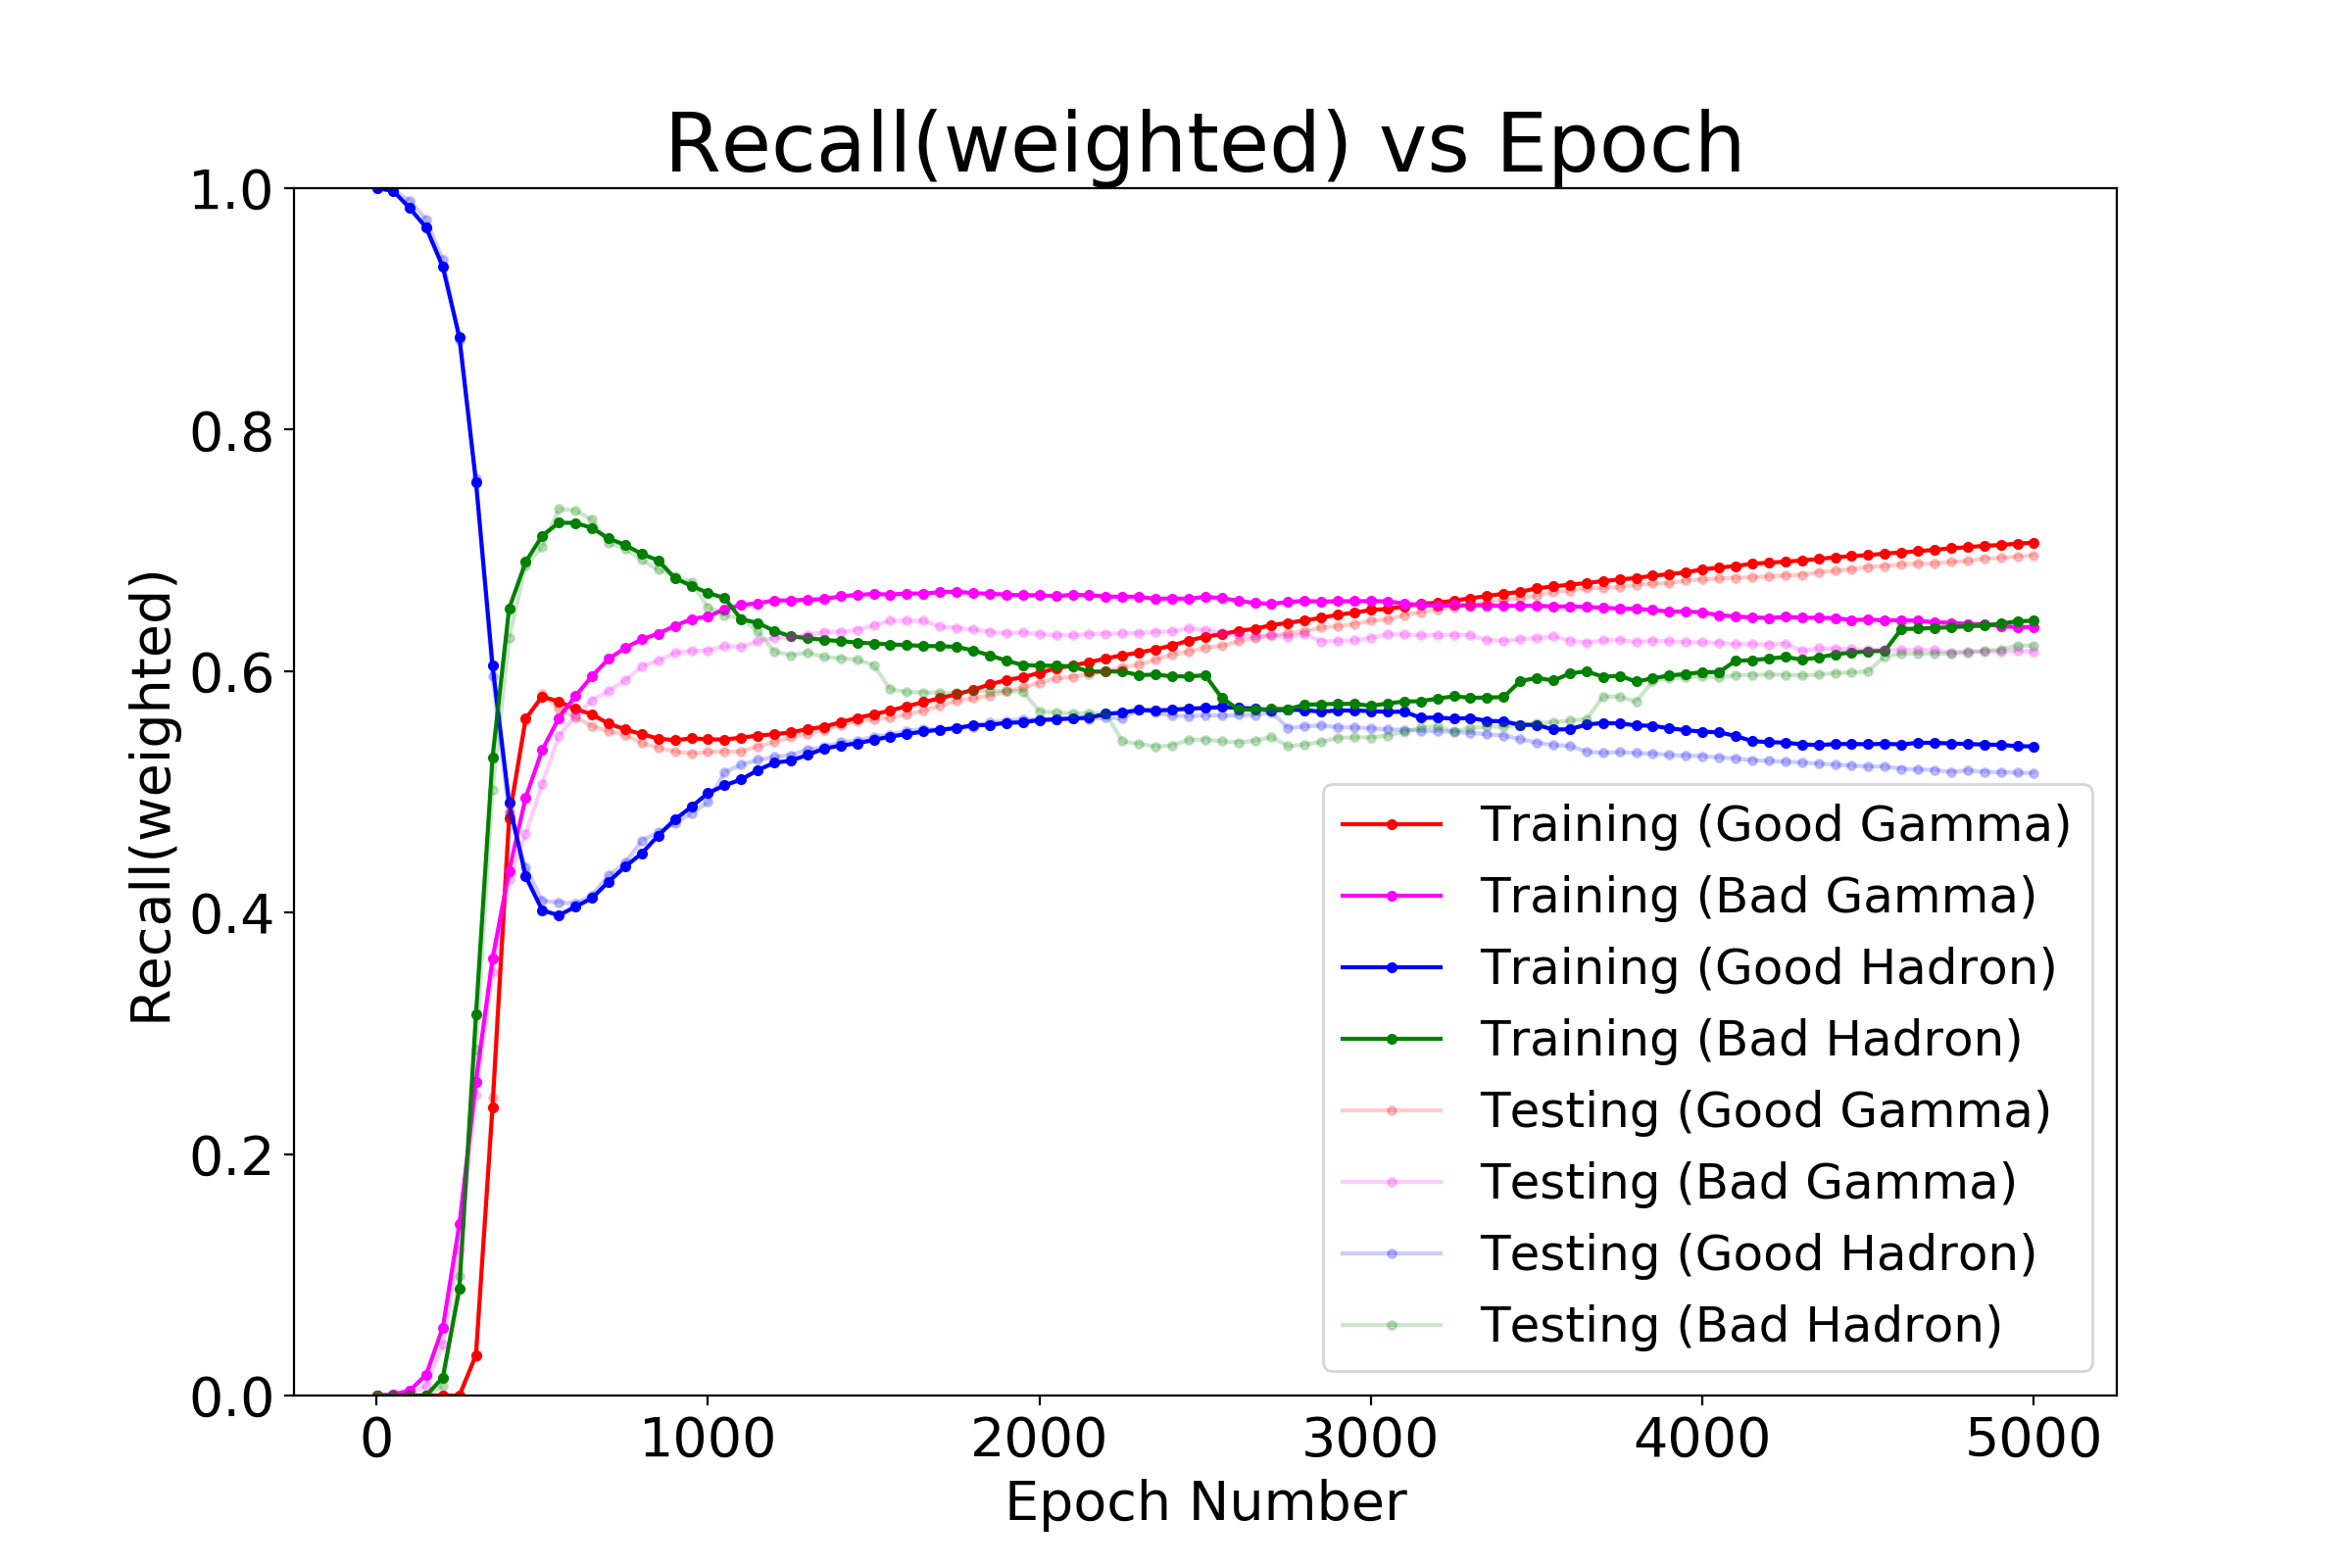 Recall(weighted) vs Epoch
Recall(weighted)
1.0
0.8
0.6
0.4
0.2
0.0
0 1000 2000 3000 4000 5000
Epoch Number
Training (Good Gamma)
Training (Bad Gamma)
Training (Good Hadron)
Training (Bad Hadron)
Testing (Good Gamma)
Testing (Bad Gamma)
Testing (Good Hadron)
Testing (Bad Hadron)